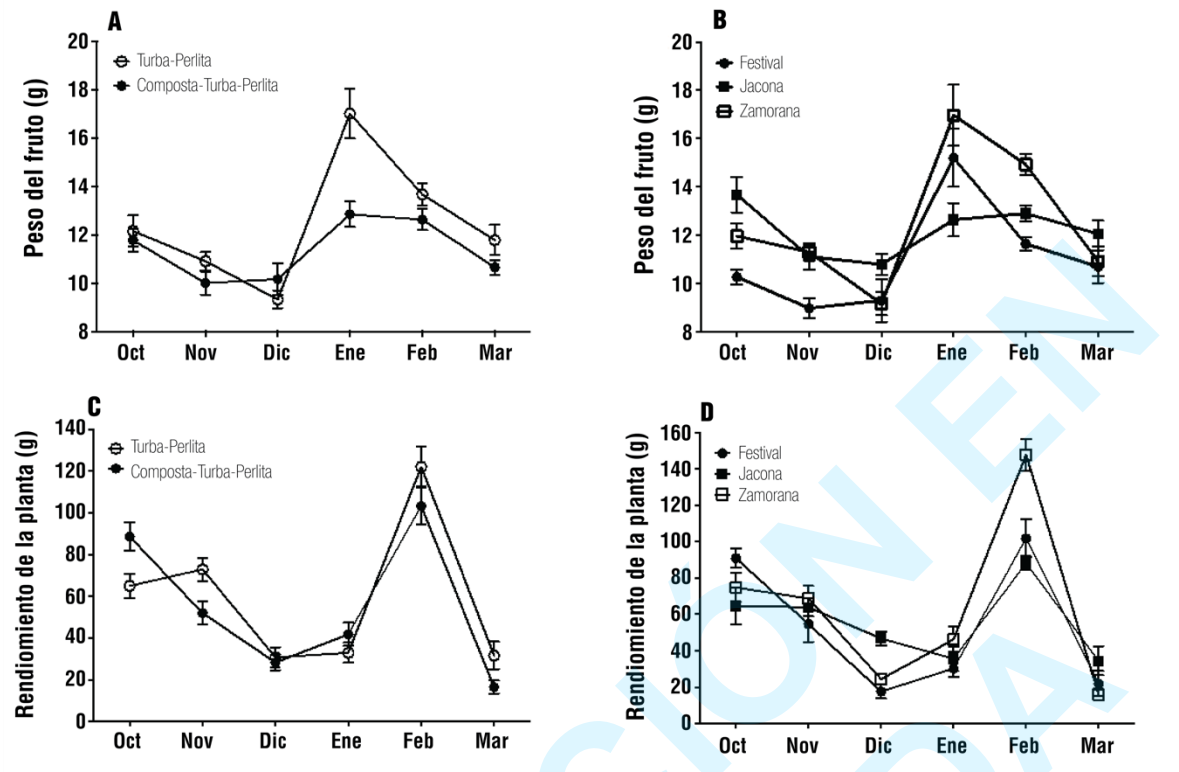 A
Peso del fruto (g)
20
18
16
14
12
10
8
Turba-Perlita
Composta-Turba-Perlita
Oct Nov Dic Ene Feb Mar
B
Peso del fruto (g)
20
18
16
14
12
10
8
Festival
Jacona
Zamorana
Oct Nov Dic Ene Feb Mar
C
Rendiomiento de la planta (g)
140
120
100
80
60
40
20
0
Turba-Perlita
Composta-Turba-Perlita
Oct Nov Dic Ene Feb Mar
D
Rendiomiento de la planta (g)
160
140
120
100
80
60
40
20
0
Festival
Jacona
Zamorana
Oct Nov Dic Ene Feb Mar
EN